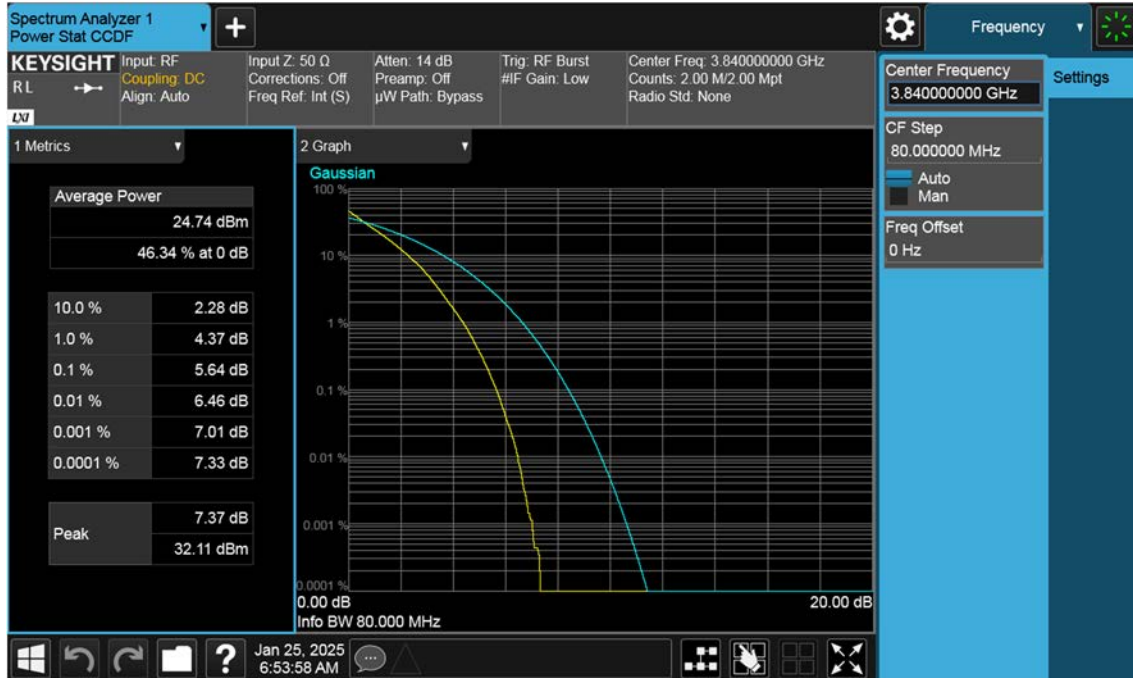 Spectrum Analyzer 1
Power Stat CCDF
Frequency
KEYSIGHT
R L
LXI
Input: RF
Coupling: DC
Align: Auto
Input Z: 50 Ω
Corrections: Off
Freq Ref: Int (S)
Atten: 14 dB
Preamp: Off
µW Path: Bypass
Trig: RF Burst
#IF Gain: Low
Center Freq: 3.840000000 GHz
Counts: 2.00 M/2.00 Mpt
Radio Std: None
Center Frequency
3.840000000 GHz
Settings
CF Step
80.000000 MHz
Auto
Man
Freq Offset
0 Hz
1 Metrics
Average Power
24.74 dBm
46.34 % at 0 dB
10.0 % 2.28 dB
1.0 % 4.37 dB
0.1 % 5.64 dB
0.01 % 6.46 dB
0.001 % 7.01 dB
0.0001 % 7.33 dB
Peak
7.37 dB
32.11 dBm
2 Graph
Gaussian
100 %
10 %
1 %
0.1 %
0.01 %
0.001 %
0.0001 %
0.00 dB 20.00 dB
Info BW 80.000 MHz
?
Jan 25, 2025
6:53:58 AM